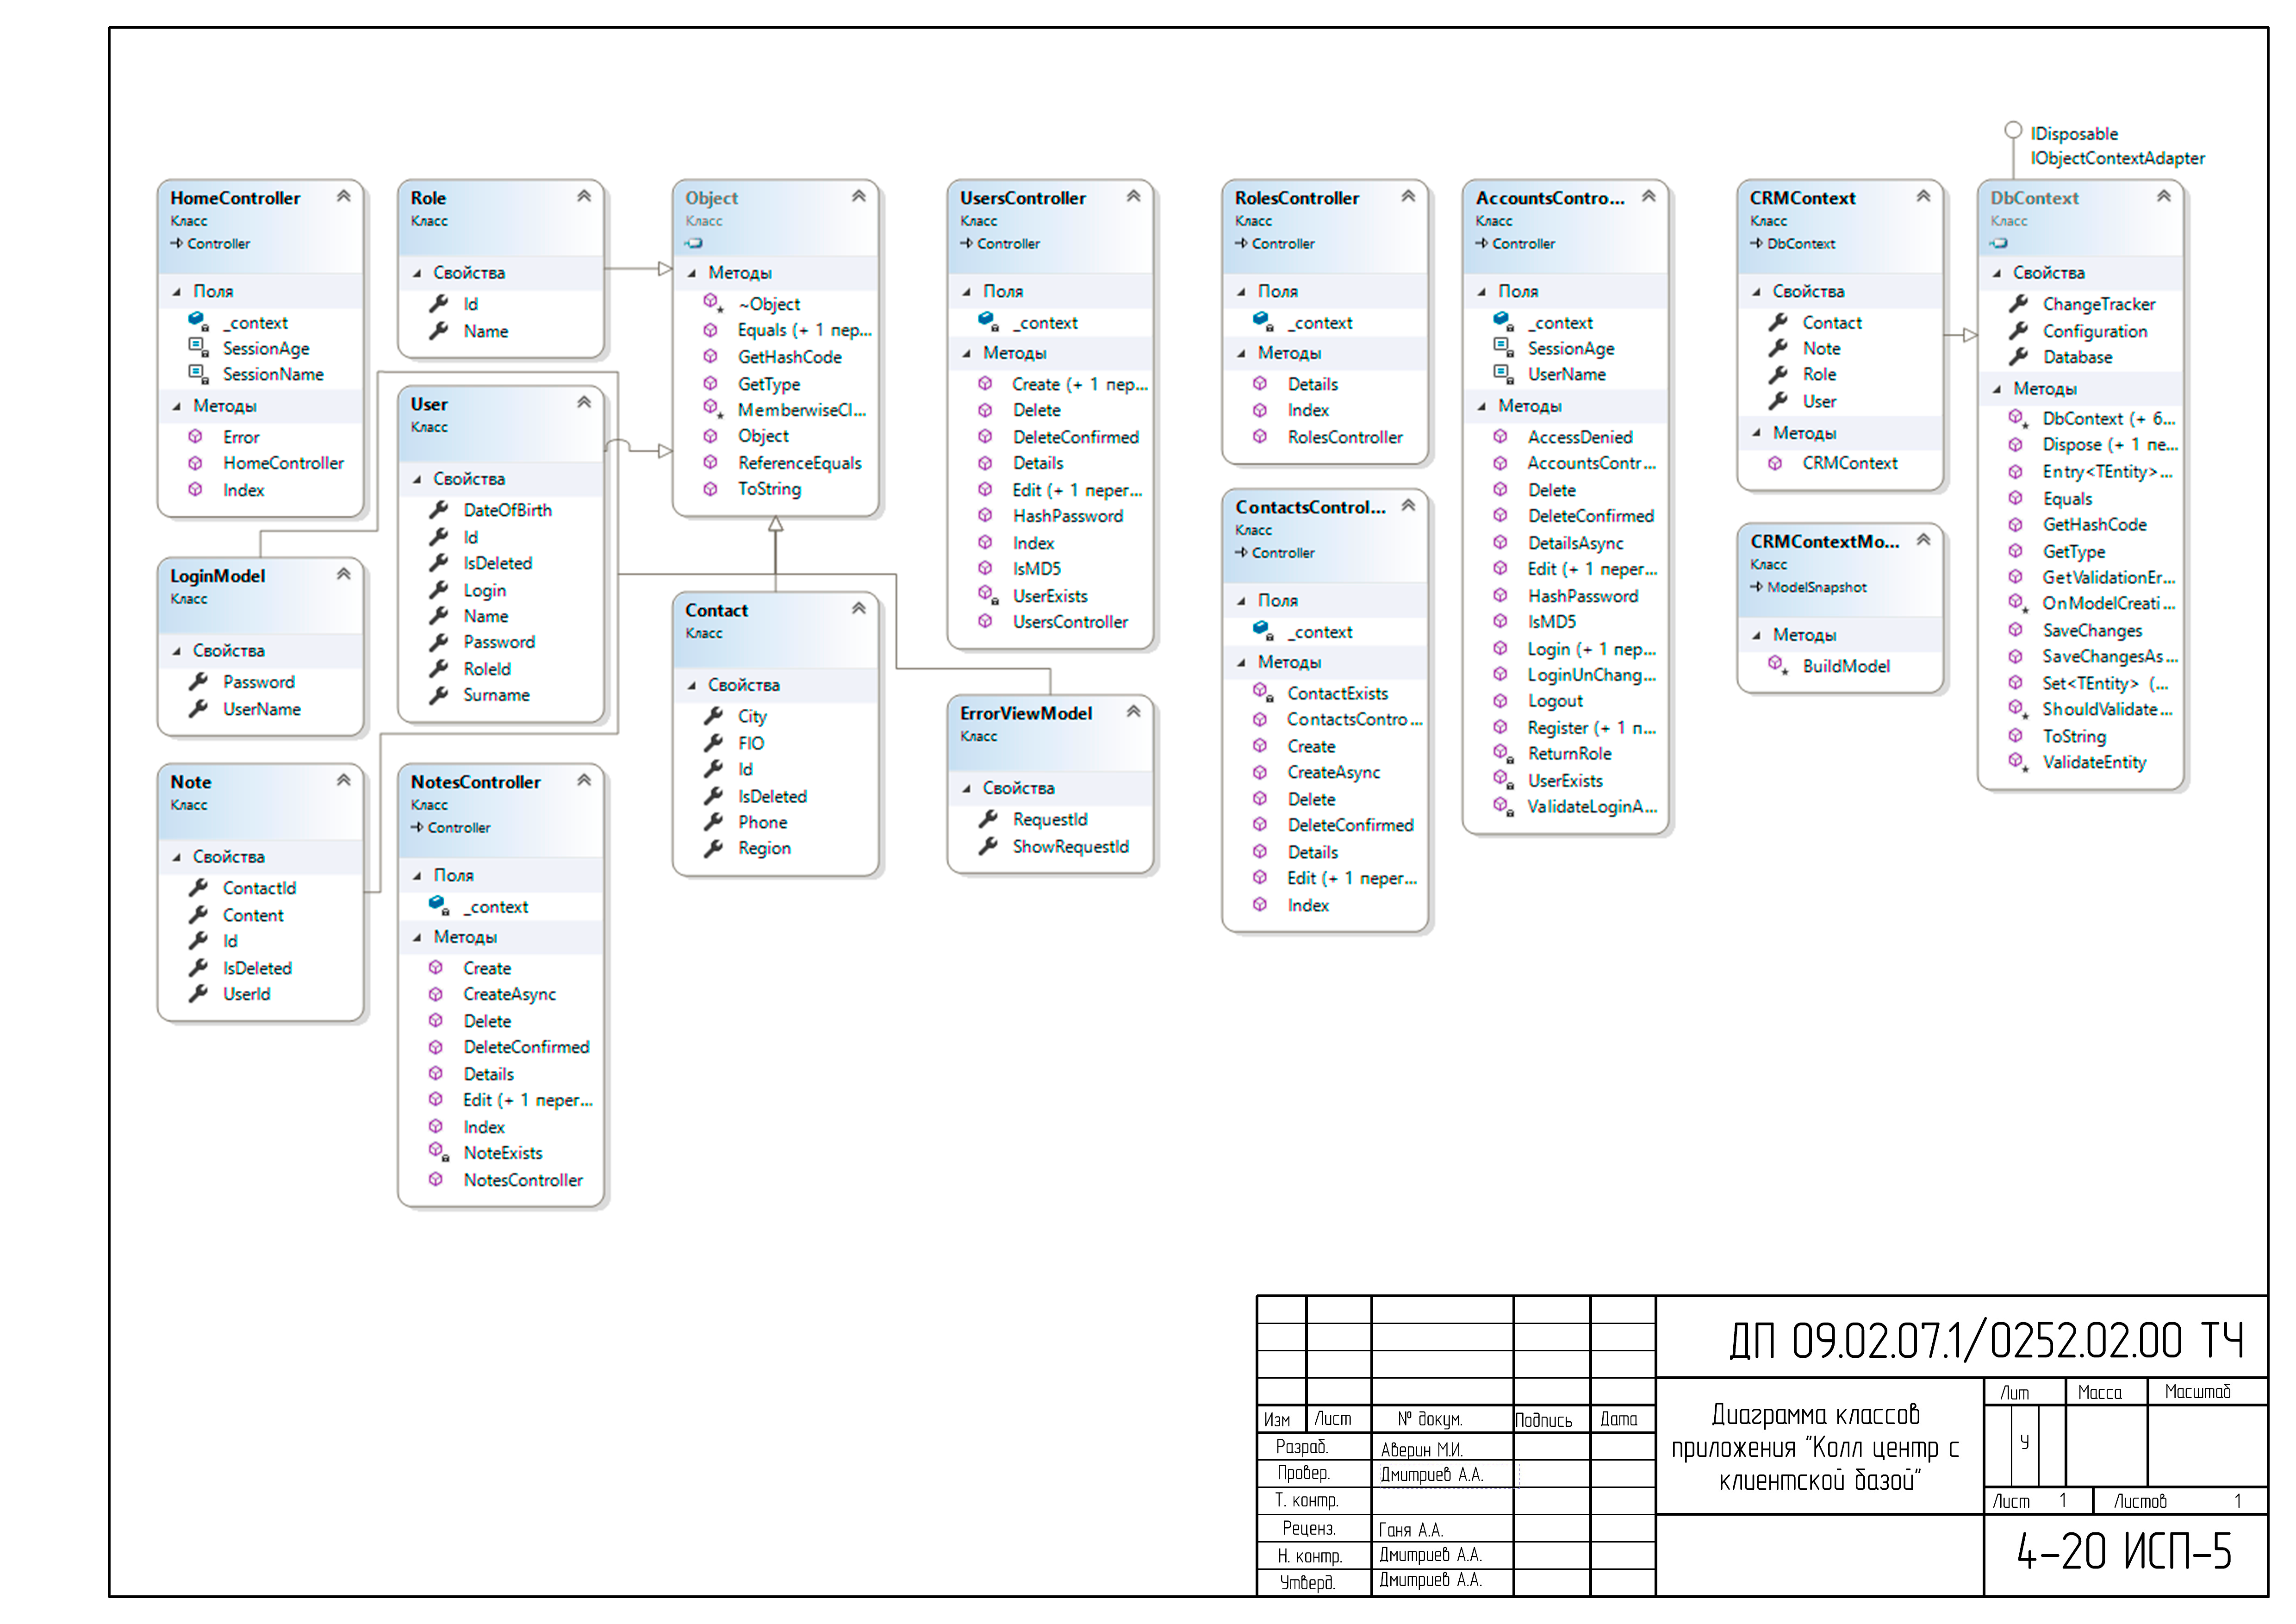 IDisposable
IObjectContextAdapter
HomeController
Класс
Controller
Поля
_context
SessionAge
SessionName
Методы
Error
HomeController
Index
Role
Класс
Свойства
Id
Name
Object
Класс
Методы
~Object
Equals (+ 1 пер...
GetHashCode
GetType
MemberwiseCl...
Object
ReferenceEquals
ToString
UsersController
Класс
Controller
Поля
_context
Методы
Create (+ 1 пер...
Delete
DeleteConfirmed
Details
Edit (+ 1 перег...
HashPassword
Index
IsMD5
UserExists
UsersController
RolesController
Класс
Controller
Поля
_context
Методы
Details
Index
RolesController
AccountsContro...
Класс
Controller
Поля
_context
SessionAge
UserName
Методы
AccessDenied
AccountsContr...
Delete
DeleteConfirmed
DetailsAsync
Edit (+ 1 перег...
HashPassword
IsMD5
Login (+ 1 пер...
LoginUnChang...
Logout
Register (+ 1 п...
ReturnRole
UserExists
ValidateLoginA...
CRMContext
Класс
DbContext
Свойства
Contact
Note
Role
User
Методы
CRMContext
DbContext
Класс
Свойства
ChangeTracker
Configuration
Database
Методы
DbContext (+ 6...
Dispose (+ 1 пе...
Entry<TEntity>...
Equals
GetHashCode
GetType
GetValidationEr...
OnModelCreati...
SaveChanges
SaveChangesAs...
Set<TEntity> (...
ShouldValidate...
ToString
ValidateEntity
User
Класс
Свойства
DateOfBirth
Id
IsDeleted
Login
Name
Password
RoleId
Surname
ContactsControl...
Класс
Controller
Поля
_context
Методы
ContactExists
ContactsContro...
Create
CreateAsync
Delete
DeleteConfirmed
Details
Edit (+ 1 перег...
Index
CRMContextMo...
Класс
ModelSnapshot
Методы
BuildModel
LoginModel
Класс
Свойства
Password
UserName
Contact
Класс
Свойства
City
FIO
Id
IsDeleted
Phone
Region
ErrorViewModel
Класс
Свойства
RequestId
ShowRequestId
Note
Класс
Свойства
ContactId
Content
Id
IsDeleted
UserId
NotesController
Класс
Controller
Поля
_context
Методы
Create
CreateAsync
Delete
DeleteConfirmed
Details
Edit (+ 1 перег...
Index
NoteExists
NotesController
ДП 09.02.07.1/0252.02.00 ТЧ
Изм Лист № докум. Подпись Дата
Разраб. Аверин М.И.
Провер. Дмитриев А.А.
Т. контр.
Реценз. Ганя А.А.
Н. контр. Дмитриев А.А.
Утверд. Дмитриев А.А.
Диаграмма классов
приложения "Колл центр с
клиентской базой"
Лит Масса Масштаб
У
Лист 1 Листов 1
4-20 ИСП-5